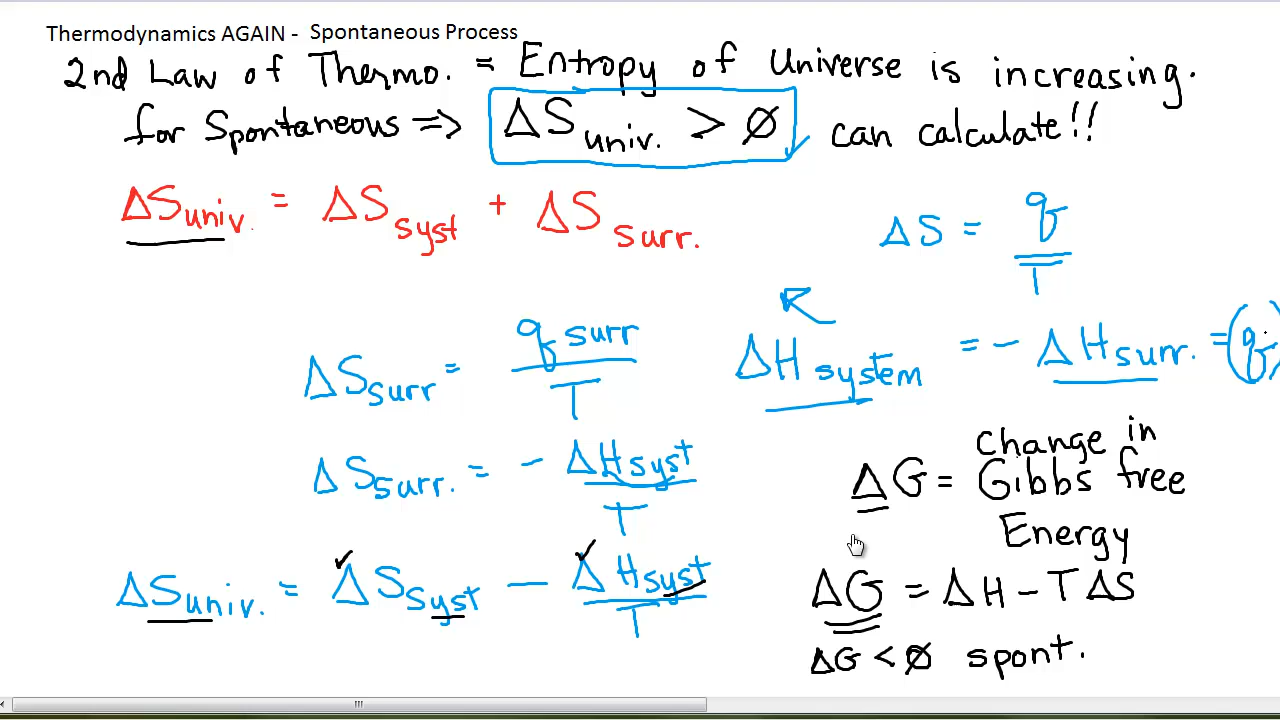 Thermodynamics AGAIN - Spontaneous Process
2nd Law of Thermo. = Entropy of Universe is increasing.
for Spontaneous => ΔS univ. > Ø can calculate!!
ΔS univ. = ΔS syst + ΔS surr.
ΔS = q/T
ΔS surr = q surr/T
ΔH system = - ΔH surr. = (q)
ΔS surr. = - ΔH syst/T
change in
ΔG = Gibbs free
Energy
ΔS univ. = ΔS syst - ΔH syst/T
ΔG = ΔH - TΔS
ΔG < Ø spont.